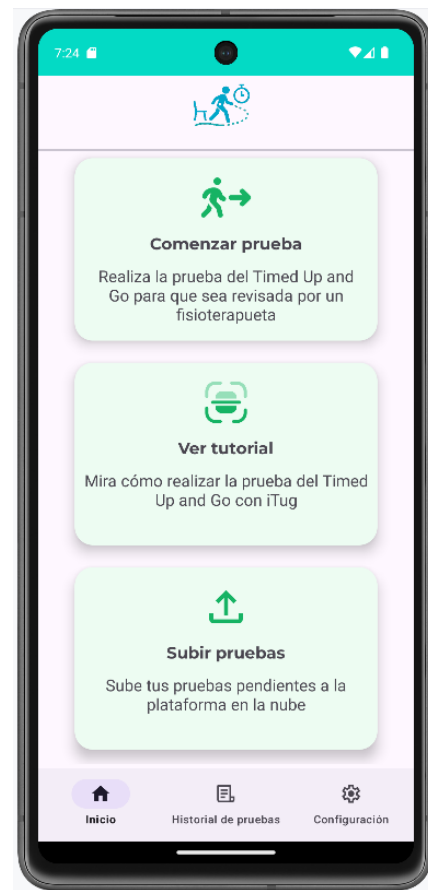 7:24
Comenzar prueba
Realiza la prueba del Timed Up and
Go para que sea revisada por un
fisioterapueta
Ver tutorial
Mira cómo realizar la prueba del Timed
Up and Go con iTug
Subir pruebas
Sube tus pruebas pendientes a la
plataforma en la nube
Inicio
Historial de pruebas
Configuración